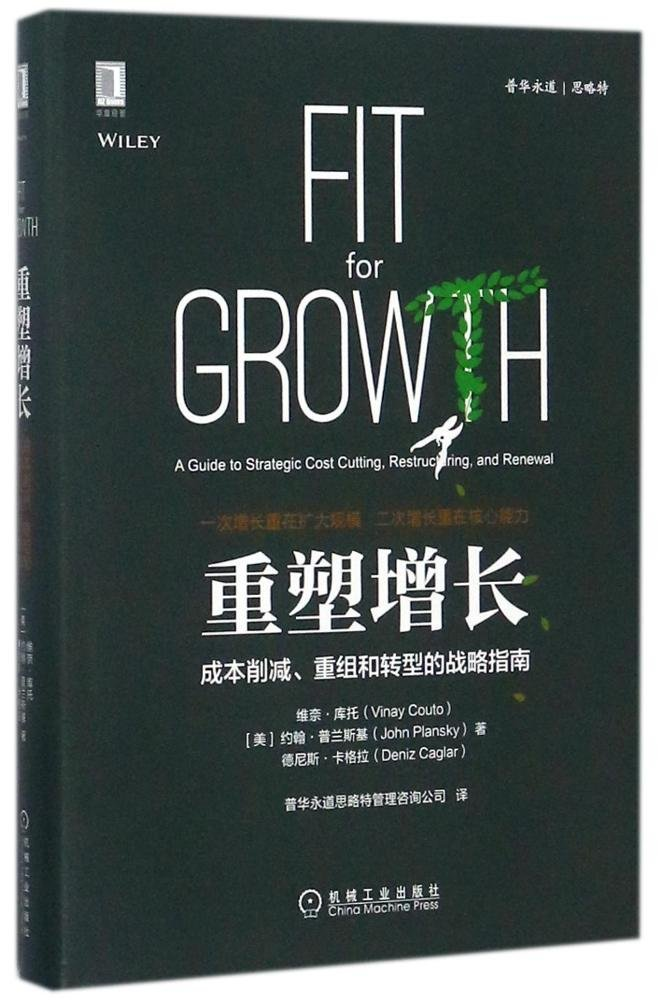 华章经管
WILEY
普华永道 | 思略特
FIT
for
GROWTH
A Guide to Strategic Cost Cutting, Restructuring, and Renewal
一次增长重在扩大规模 二次增长重在核心能力
重塑增长
成本削减、重组和转型的战略指南
维奈·库托（Vinay Couto）
[美] 约翰·普兰斯基（John Plansky） 著
德尼斯·卡格拉（Deniz Caglar）
普华永道思略特管理咨询公司 译
机械工业出版社
China Machine Press
FIT
for
GROWTH
重塑增长
机械工业出版社